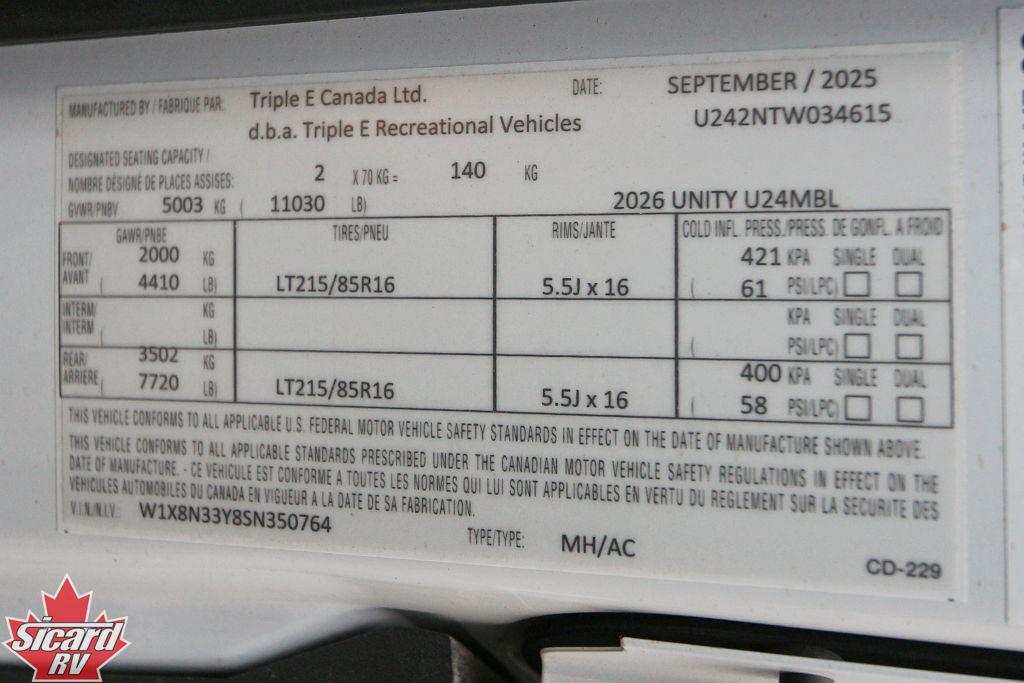 MANUFACTURED BY / FABRIQUE PAR: Triple E Canada Ltd. DATE: SEPTEMBER / 2025
d.b.a. Triple E Recreational Vehicles U242NTW034615
DESIGNATED SEATING CAPACITY /
NOMBRE DÉSIGNÉ DE PLACES ASSISES: 2 X 70 KG = 140 KG
GVWR/PNBV 5003 KG ( 11030 LB) 2026 UNITY U24MBL
GAWR/PNBE TIRES/PNEU RIMS/JANTE COLD INFL. PRESS./PRESS. DE GONFL. A FROID
FRONT/ 2000 KG 421 KPA SINGLE DUAL
AVANT ( 4410 LB) LT215/85R16 5.5J x 16 ( 61 PSI/LPC)
INTERM/ KG KPA SINGLE DUAL
INTERM ( LB) ( PSI/LPC)
REAR/ 3502 KG 400 KPA SINGLE DUAL
ARRIERE ( 7720 LB) LT215/85R16 5.5J x 16 ( 58 PSI/LPC)
THIS VEHICLE CONFORMS TO ALL APPLICABLE U.S. FEDERAL MOTOR VEHICLE SAFETY STANDARDS IN EFFECT ON THE DATE OF MANUFACTURE SHOWN ABOVE.
THIS VEHICLE CONFORMS TO ALL APPLICABLE STANDARDS PRESCRIBED UNDER THE CANADIAN MOTOR VEHICLE SAFETY REGULATIONS IN EFFECT ON THE
DATE OF MANUFACTURE. - CE VEHICULE EST CONFORME A TOUTES LES NORMES QUI LUI SONT APPLICABLES EN VERTU DU REGLEMENT SUR LA SECURITE DES
VEHICULES AUTOMOBILES DU CANADA EN VIGUEUR A LA DATE DE SA FABRICATION.
V.I.N./N.I.V.: W1X8N33Y8SN350764 TYPE/TYPE: MH/AC
CD-229
Sicard
RV